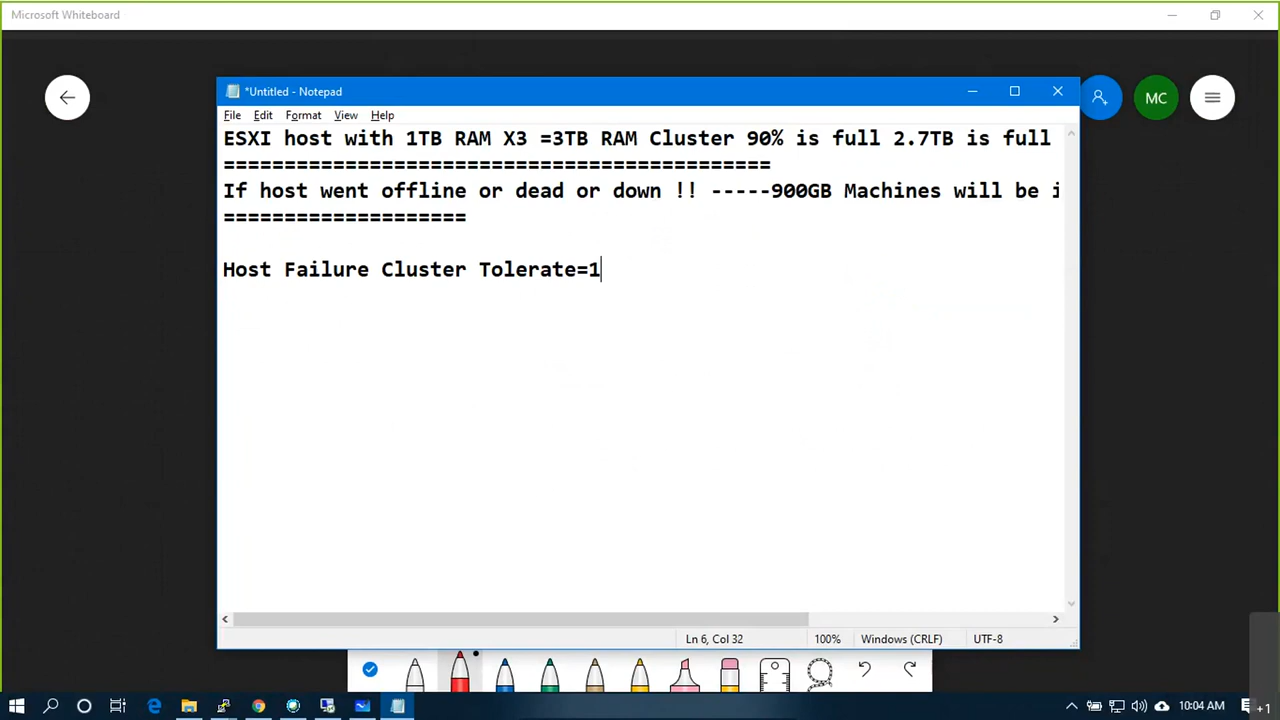 Microsoft Whiteboard
*Untitled - Notepad
File Edit Format View Help
MC
ESXI host with 1TB RAM X3 =3TB RAM Cluster 90% is full 2.7TB is full
=============================================
If host went offline or dead or down !! -----900GB Machines will be i
====================
Host Failure Cluster Tolerate=1
Ln 6, Col 32 100% Windows (CRLF) UTF-8
10:04 AM
+1